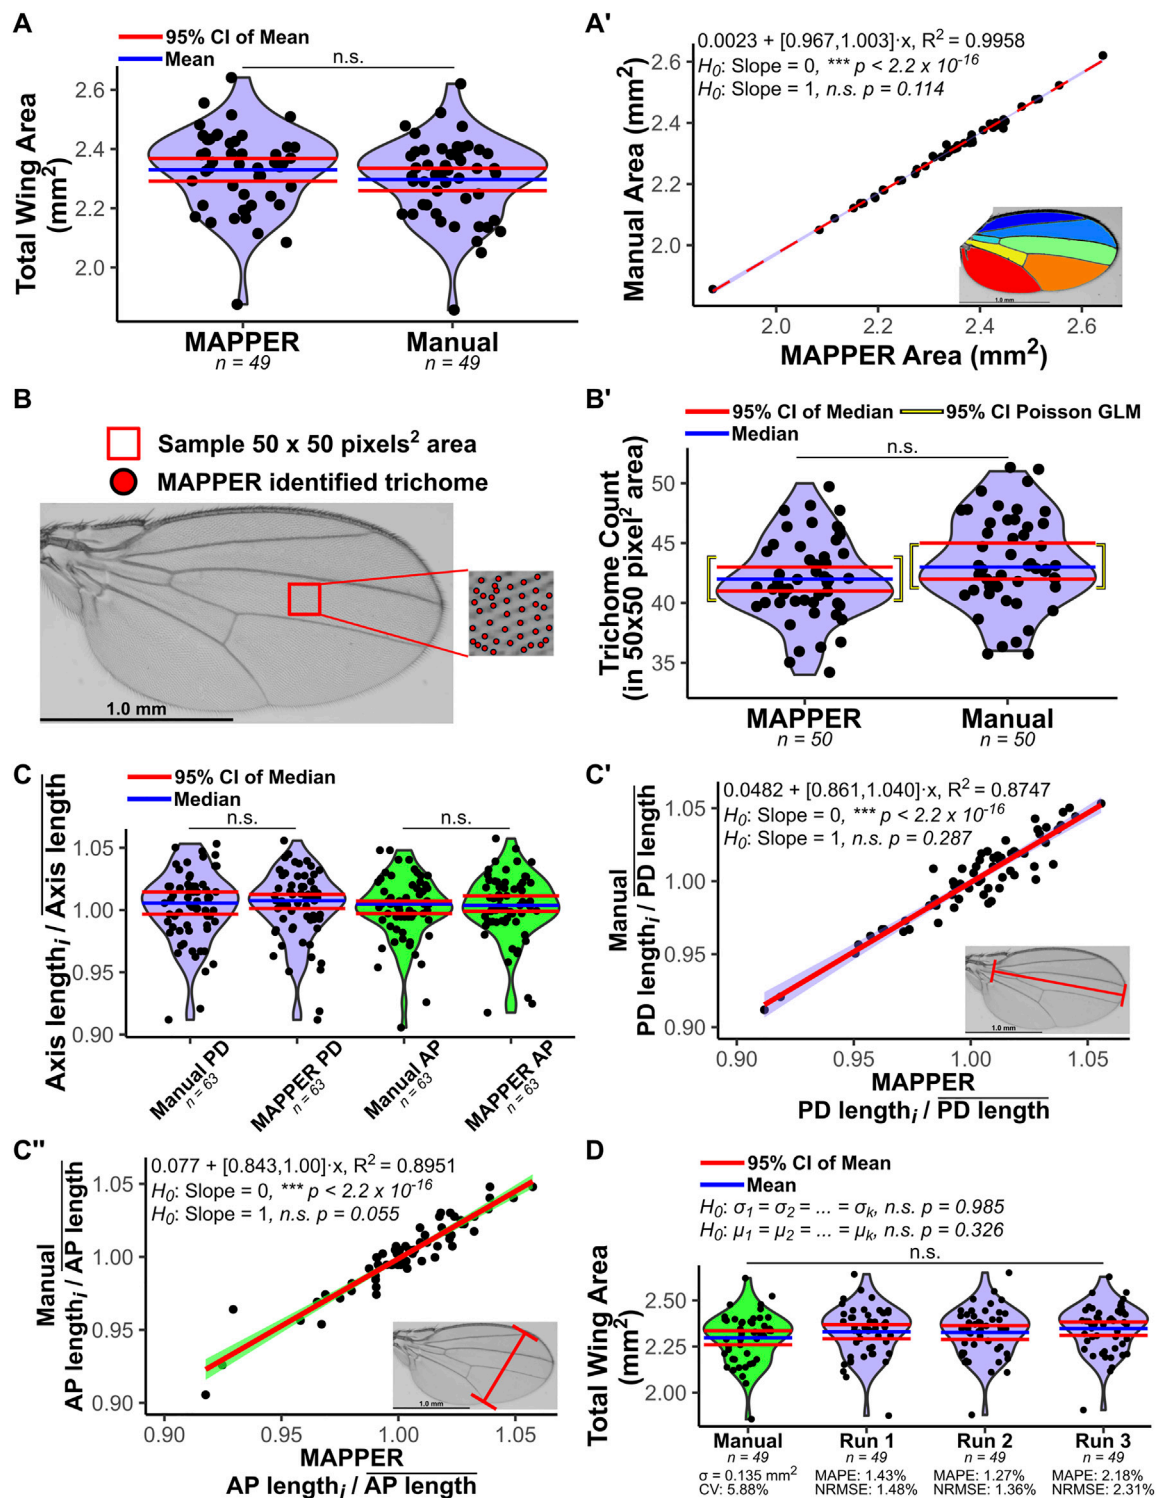 A
95% CI of Mean
Mean
n.s.
Total Wing Area
(mm²)
2.6
2.4
2.2
2.0
MAPPER
n = 49
Manual
n = 49
A'
0.0023 + [0.967,1.003]·x, R² = 0.9958
H₀: Slope = 0, *** p < 2.2 x 10⁻¹⁶
H₀: Slope = 1, n.s. p = 0.114
Manual Area (mm²)
2.6
2.4
2.2
2.0
1.0 mm
2.0 2.2 2.4 2.6
MAPPER Area (mm²)
B
Sample 50 x 50 pixels² area
MAPPER identified trichome
1.0 mm
B'
95% CI of Median
95% CI Poisson GLM
Median
n.s.
Trichome Count
(in 50x50 pixel² area)
50
45
40
35
MAPPER
n = 50
Manual
n = 50
C
95% CI of Median
Median
n.s.
n.s.
Axis lengthᵢ / Axis length
1.05
1.00
0.95
0.90
Manual PD
n = 63
MAPPER PD
n = 63
Manual AP
n = 63
MAPPER AP
n = 63
C'
0.0482 + [0.861,1.040]·x, R² = 0.8747
H₀: Slope = 0, *** p < 2.2 x 10⁻¹⁶
H₀: Slope = 1, n.s. p = 0.287
Manual
PD lengthᵢ / PD length
1.05
1.00
0.95
0.90
1.0 mm
0.90 0.95 1.00 1.05
MAPPER
PD lengthᵢ / PD length
C"
0.077 + [0.843,1.00]·x, R² = 0.8951
H₀: Slope = 0, *** p < 2.2 x 10⁻¹⁶
H₀: Slope = 1, n.s. p = 0.055
Manual
AP lengthᵢ / AP length
1.05
1.00
0.95
0.90
1.0 mm
0.90 0.95 1.00 1.05
MAPPER
AP lengthᵢ / AP length
D
95% CI of Mean
Mean
H₀: σ₁ = σ₂ = ... = σₖ, n.s. p = 0.985
H₀: μ₁ = μ₂ = ... = μₖ, n.s. p = 0.326
n.s.
Total Wing Area
(mm²)
2.50
2.25
2.00
Manual
n = 49
σ = 0.135 mm²
CV: 5.88%
Run 1
n = 49
MAPE: 1.43%
NRMSE: 1.48%
Run 2
n = 49
MAPE: 1.27%
NRMSE: 1.36%
Run 3
n = 49
MAPE: 2.18%
NRMSE: 2.31%